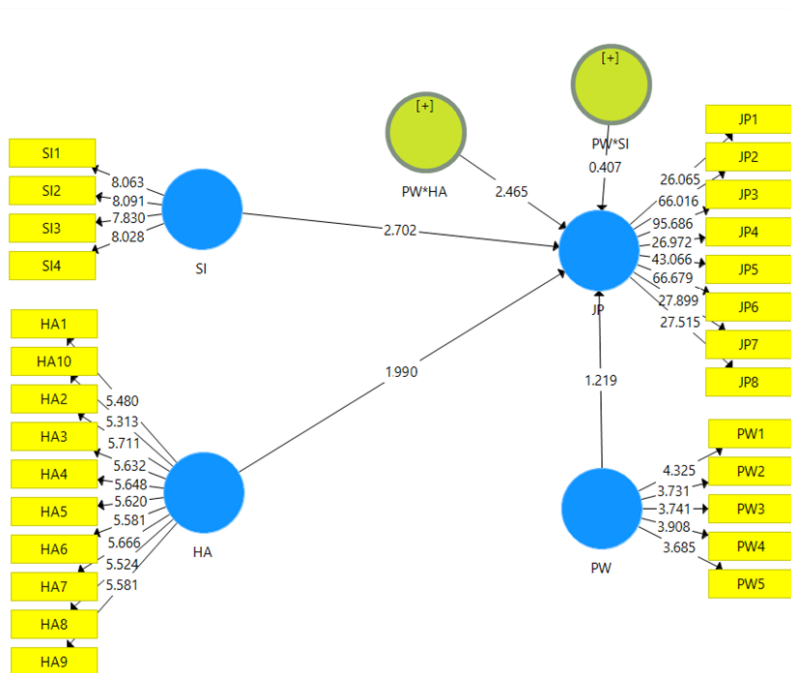 [+]
PW*SI
0.407
[+]
PW*HA
2.465
SI1
SI2
SI3
SI4
8.063
8.091
7.830
8.028
SI
2.702
HA1
HA10
HA2
HA3
HA4
HA5
HA6
HA7
HA8
HA9
5.480
5.313
5.711
5.632
5.648
5.620
5.581
5.666
5.524
5.581
HA
1.990
JP
1.219
JP1
JP2
JP3
JP4
JP5
JP6
JP7
JP8
26.065
66.016
95.686
26.972
43.066
66.679
27.899
27.515
PW
PW1
PW2
PW3
PW4
PW5
4.325
3.731
3.741
3.908
3.685